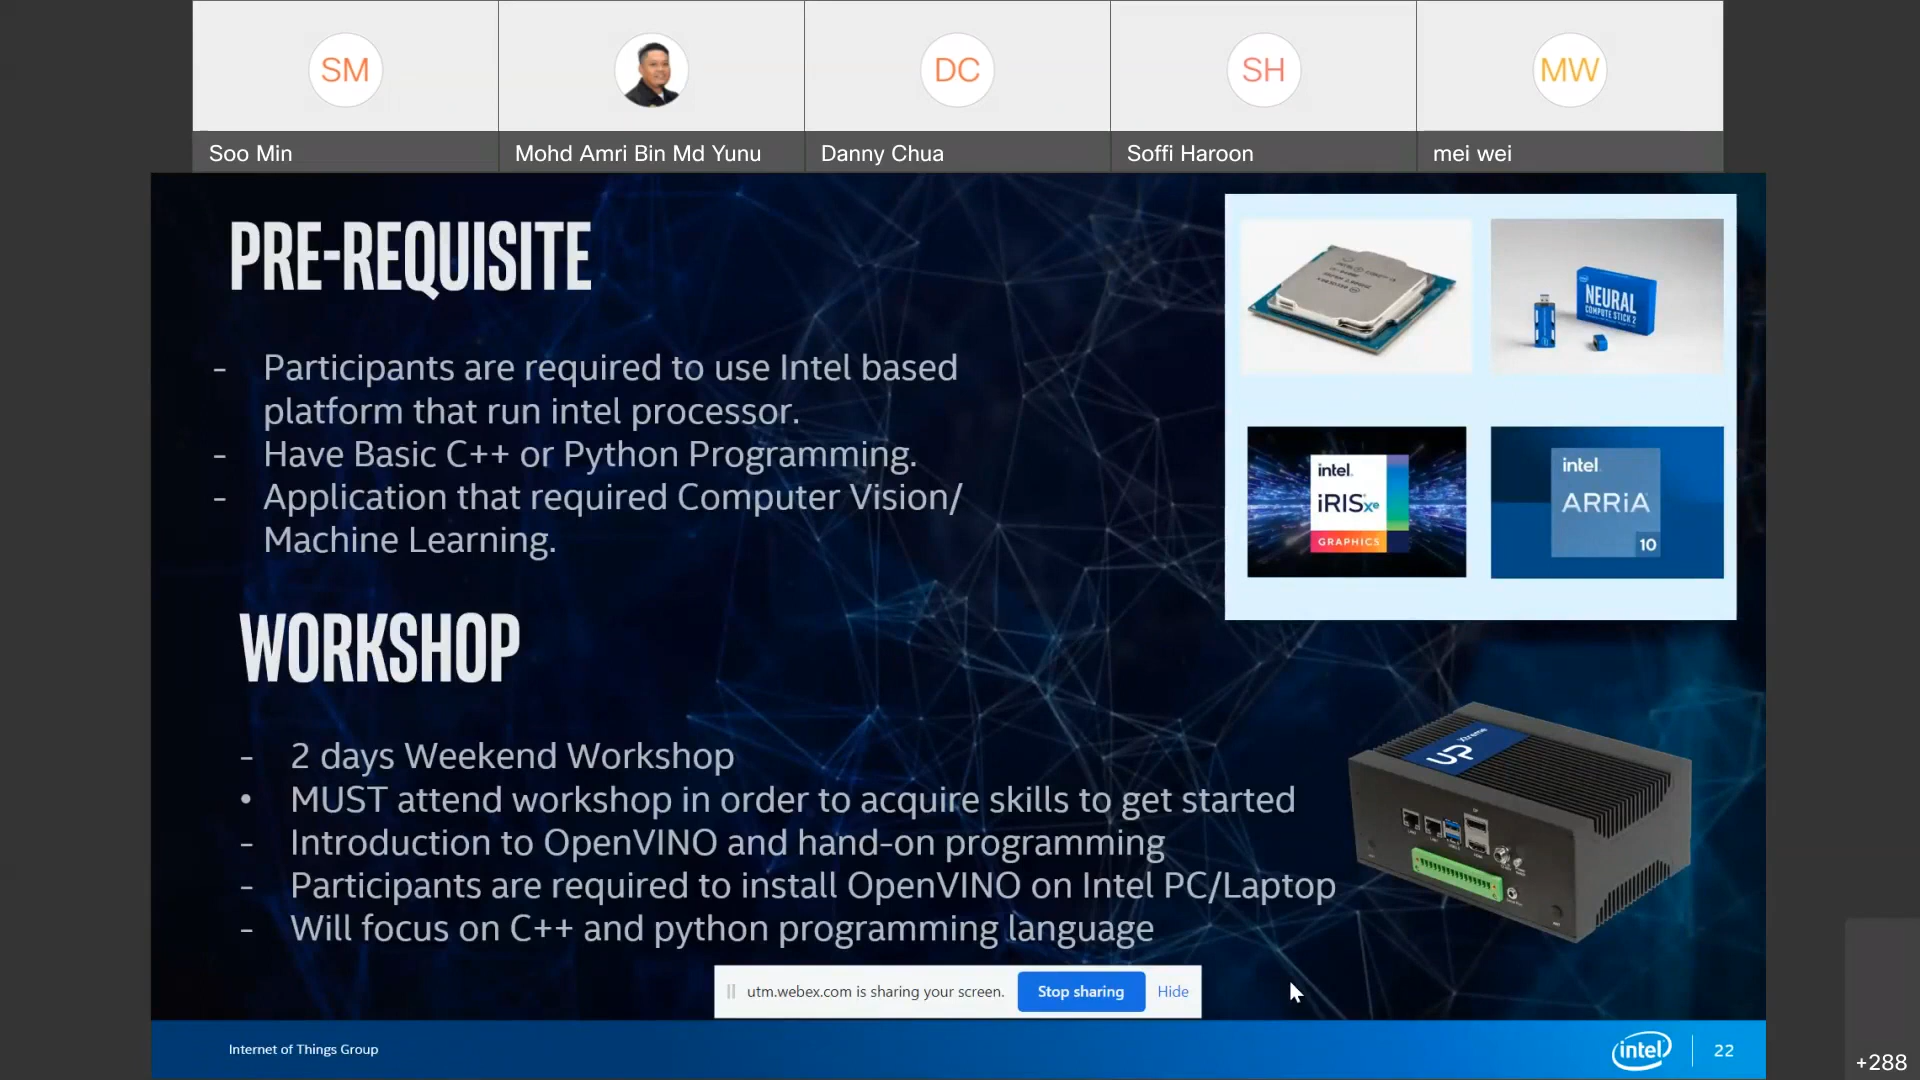 SM
DC
SH
MW
Soo Min
Mohd Amri Bin Md Yunu
Danny Chua
Soffi Haroon
mei wei
PRE-REQUISITE
- Participants are required to use Intel based
platform that run intel processor.
- Have Basic C++ or Python Programming.
- Application that required Computer Vision/
Machine Learning.
NEURAL
COMPUTE STICK 2
intel.
iRISxe
GRAPHICS
intel.
ARRiA
10
WORKSHOP
- 2 days Weekend Workshop
• MUST attend workshop in order to acquire skills to get started
- Introduction to OpenVINO and hand-on programming
- Participants are required to install OpenVINO on Intel PC/Laptop
- Will focus on C++ and python programming language
UP
Xtreme
utm.webex.com is sharing your screen.
Stop sharing
Hide
Internet of Things Group
intel
22
+288